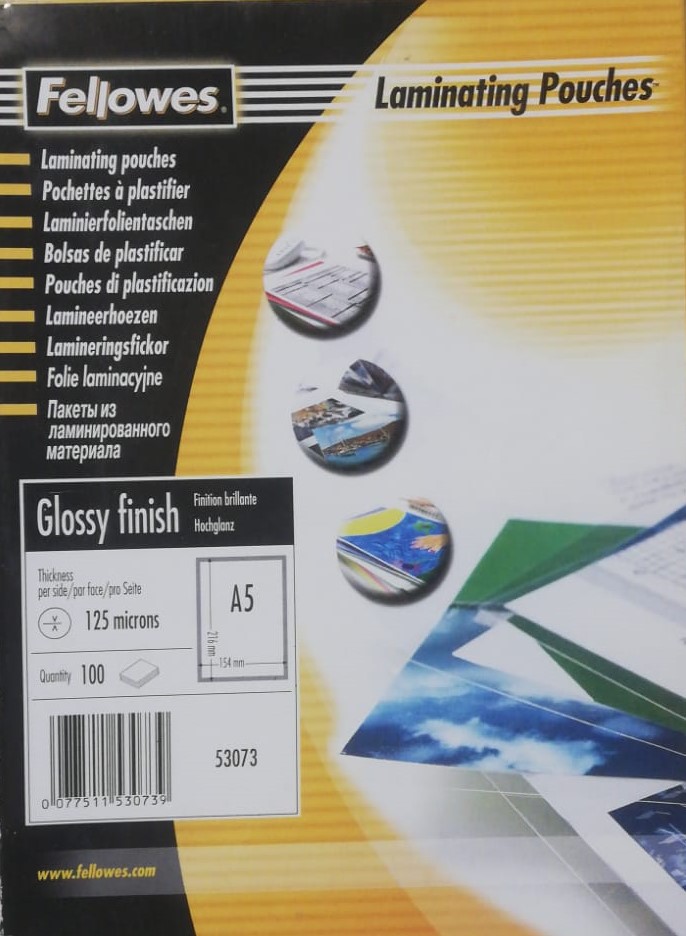 Fellowes®
Laminating Pouches™
Laminating pouches
Pochettes à plastifier
Laminierfolientaschen
Bolsas de plastificar
Pouches di plastificazion
Lamineerhoezen
Lamineringsfickor
Folie laminacyjne
Пакеты из
ламинированного
материала
Glossy finish
Finition brillante
Hochglanz
Thickness
per side/par face/pro Seite
125 microns
A5
216 mm
154 mm
Quantity 100
53073
0 077511 530739
www.fellowes.com